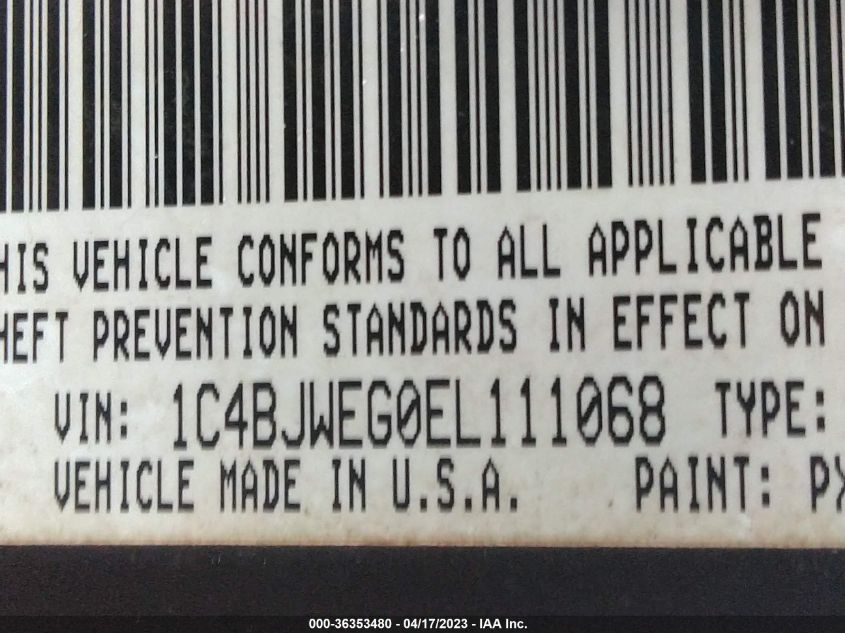 HIS VEHICLE CONFORMS TO ALL APPLICABLE
HEFT PREVENTION STANDARDS IN EFFECT ON
VIN: 1C4BJWEG0EL111068 TYPE:
VEHICLE MADE IN U.S.A. PAINT: PX
000-36353480 - 04/17/2023 - IAA Inc.